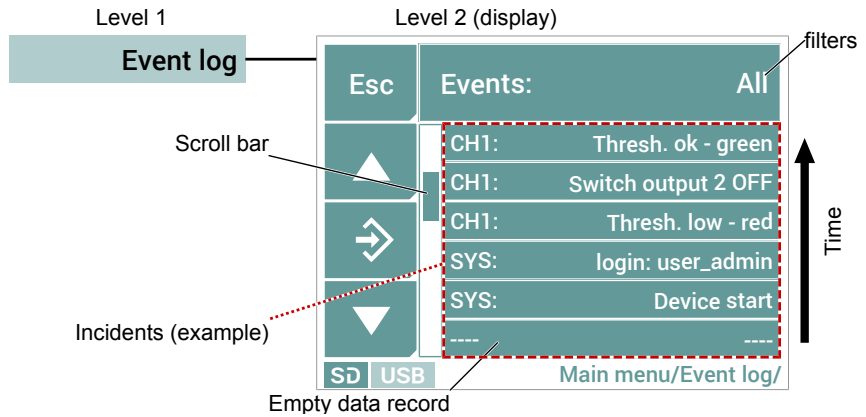 Level 1
Level 2 (display)
filters
Event log
Esc
Events:
All
Scroll bar
CH1: Thresh. ok - green
CH1: Switch output 2 OFF
CH1: Thresh. low - red
SYS: login: user_admin
SYS: Device start
---- ----
Time
Incidents (example)
SD USB
Main menu/Event log/
Empty data record